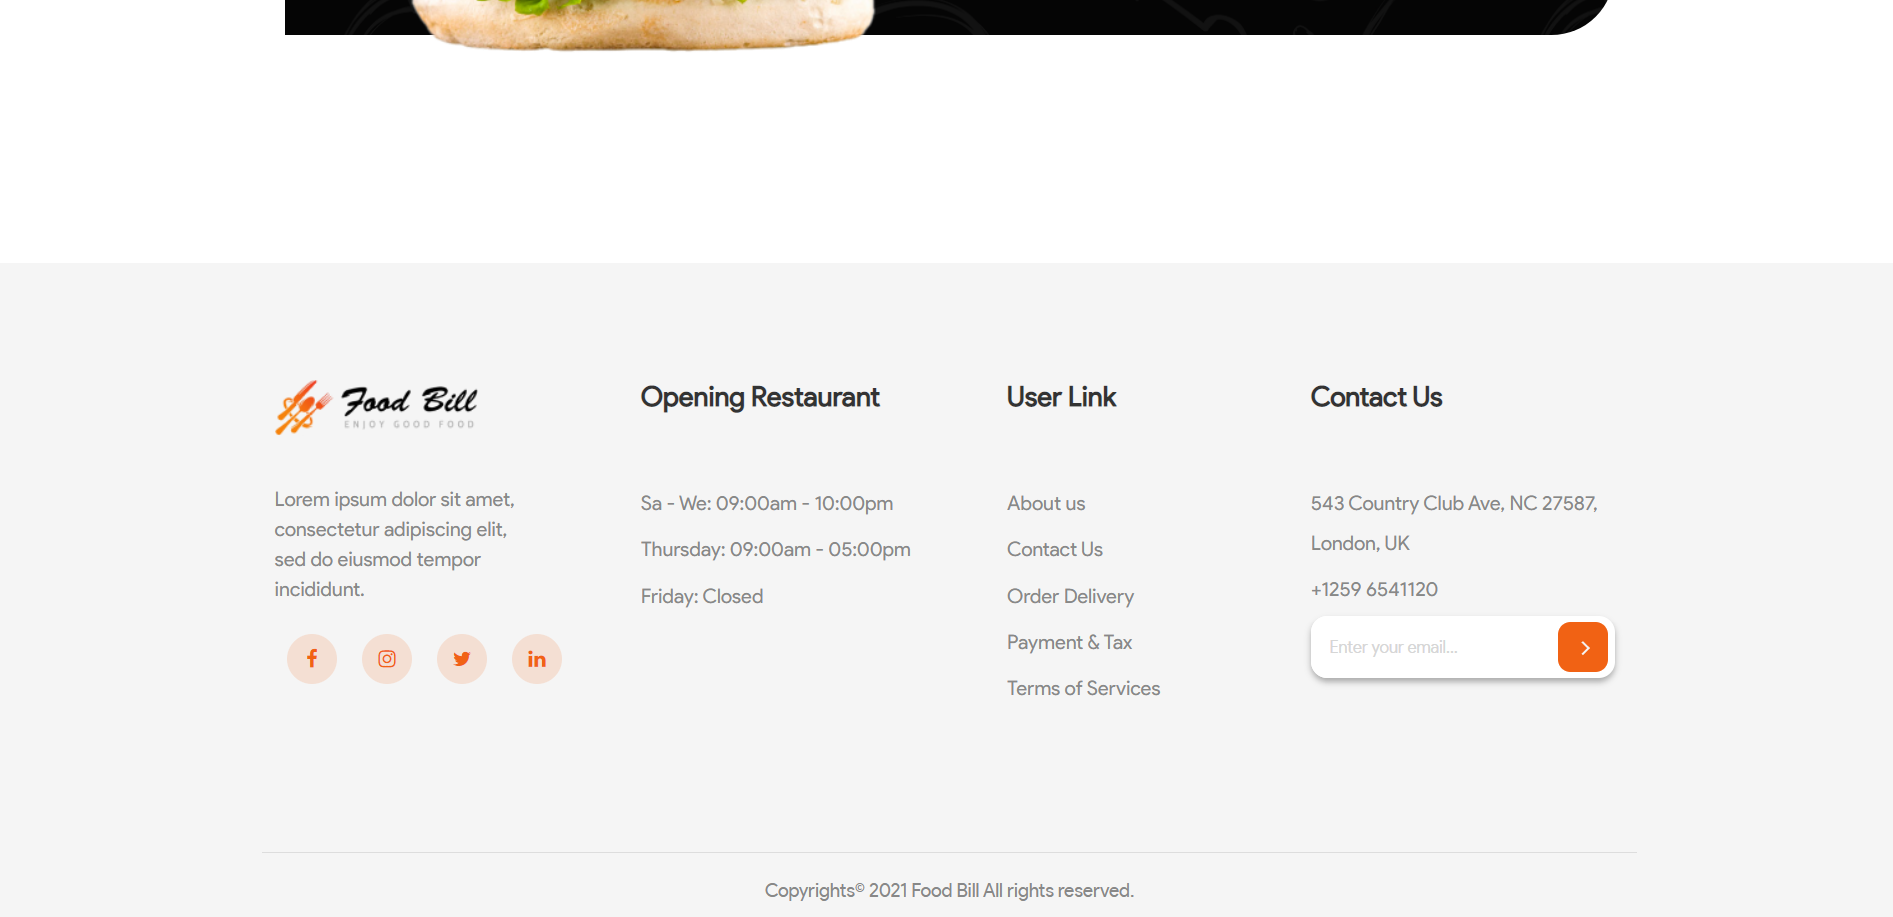 Food Bill
ENJOY GOOD FOOD
Lorem ipsum dolor sit amet,
consectetur adipiscing elit,
sed do eiusmod tempor
incididunt.
Opening Restaurant
Sa - We: 09:00am - 10:00pm
Thursday: 09:00am - 05:00pm
Friday: Closed
User Link
About us
Contact Us
Order Delivery
Payment & Tax
Terms of Services
Contact Us
543 Country Club Ave, NC 27587,
London, UK
+1259 6541120
Enter your email...
Copyrights© 2021 Food Bill All rights reserved.